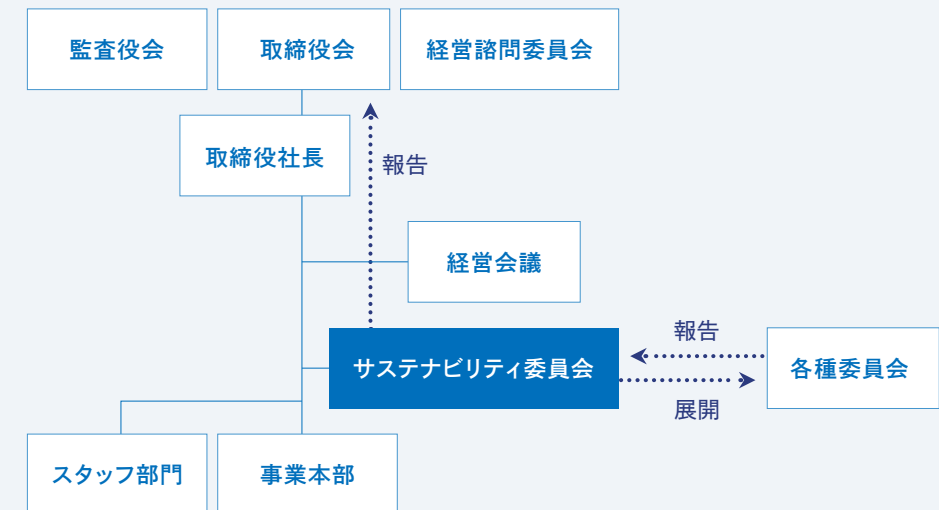 監査役会
取締役会
経営諮問委員会
取締役社長
報告
経営会議
サステナビリティ委員会
報告
展開
各種委員会
スタッフ部門
事業本部